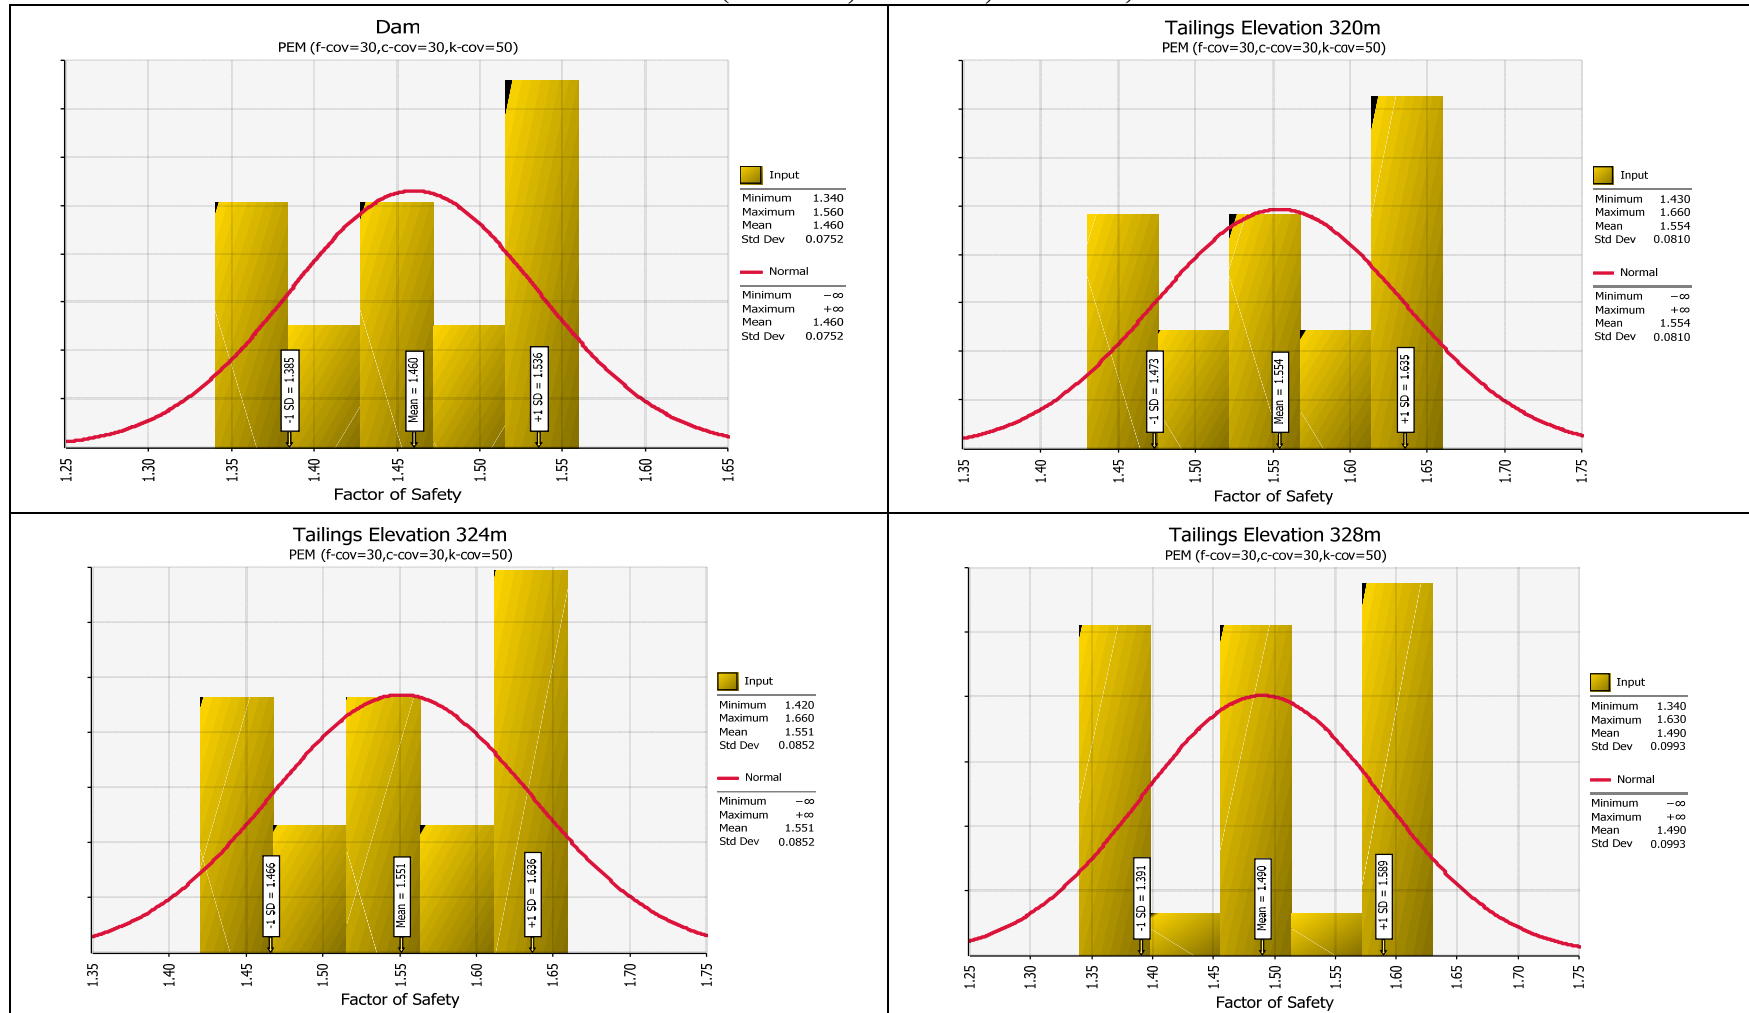 Dam
PEM (f-cov=30,c-cov=30,k-cov=50)
-1 SD = 1.385
Mean = 1.460
+1 SD = 1.536
1.25 1.30 1.35 1.40 1.45 1.50 1.55 1.60 1.65
Factor of Safety
Input
Minimum 1.340
Maximum 1.560
Mean 1.460
Std Dev 0.0752
Normal
Minimum −∞
Maximum +∞
Mean 1.460
Std Dev 0.0752
Tailings Elevation 320m
PEM (f-cov=30,c-cov=30,k-cov=50)
-1 SD = 1.473
Mean = 1.554
+1 SD = 1.635
1.35 1.40 1.45 1.50 1.55 1.60 1.65 1.70 1.75
Factor of Safety
Input
Minimum 1.430
Maximum 1.660
Mean 1.554
Std Dev 0.0810
Normal
Minimum −∞
Maximum +∞
Mean 1.554
Std Dev 0.0810
Tailings Elevation 324m
PEM (f-cov=30,c-cov=30,k-cov=50)
-1 SD = 1.466
Mean = 1.551
+1 SD = 1.636
1.35 1.40 1.45 1.50 1.55 1.60 1.65 1.70 1.75
Factor of Safety
Input
Minimum 1.420
Maximum 1.660
Mean 1.551
Std Dev 0.0852
Normal
Minimum −∞
Maximum +∞
Mean 1.551
Std Dev 0.0852
Tailings Elevation 328m
PEM (f-cov=30,c-cov=30,k-cov=50)
-1 SD = 1.391
Mean = 1.490
+1 SD = 1.589
1.25 1.30 1.35 1.40 1.45 1.50 1.55 1.60 1.65 1.70 1.75
Factor of Safety
Input
Minimum 1.340
Maximum 1.630
Mean 1.490
Std Dev 0.0993
Normal
Minimum −∞
Maximum +∞
Mean 1.490
Std Dev 0.0993